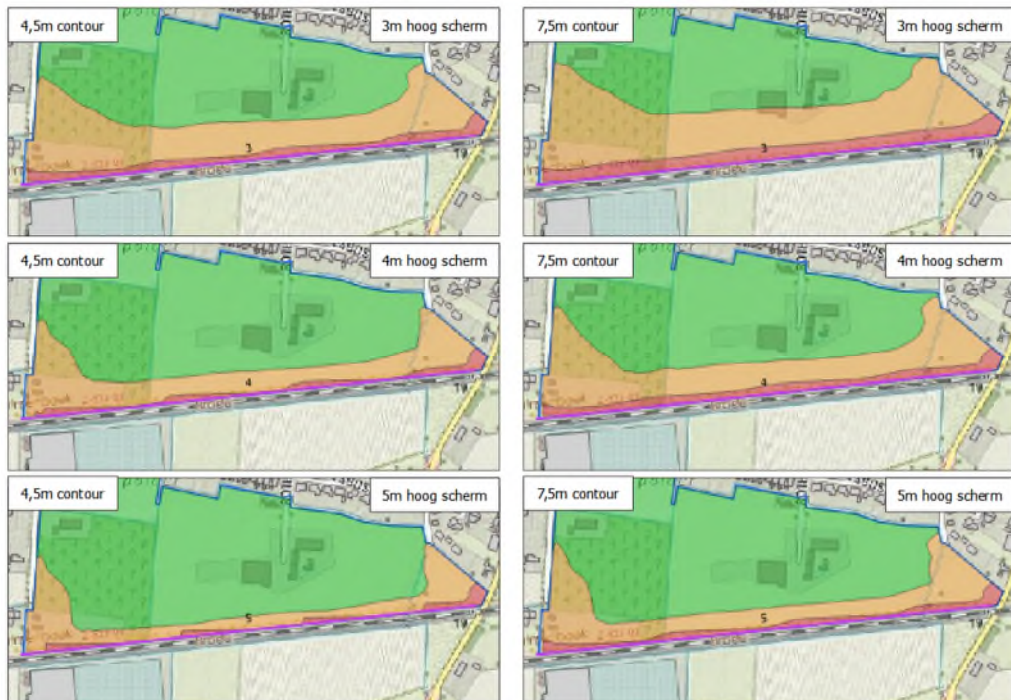 4,5m contour
3m hoog scherm
3
7,5m contour
3m hoog scherm
3
4,5m contour
4m hoog scherm
4
7,5m contour
4m hoog scherm
4
4,5m contour
5m hoog scherm
5
7,5m contour
5m hoog scherm
5